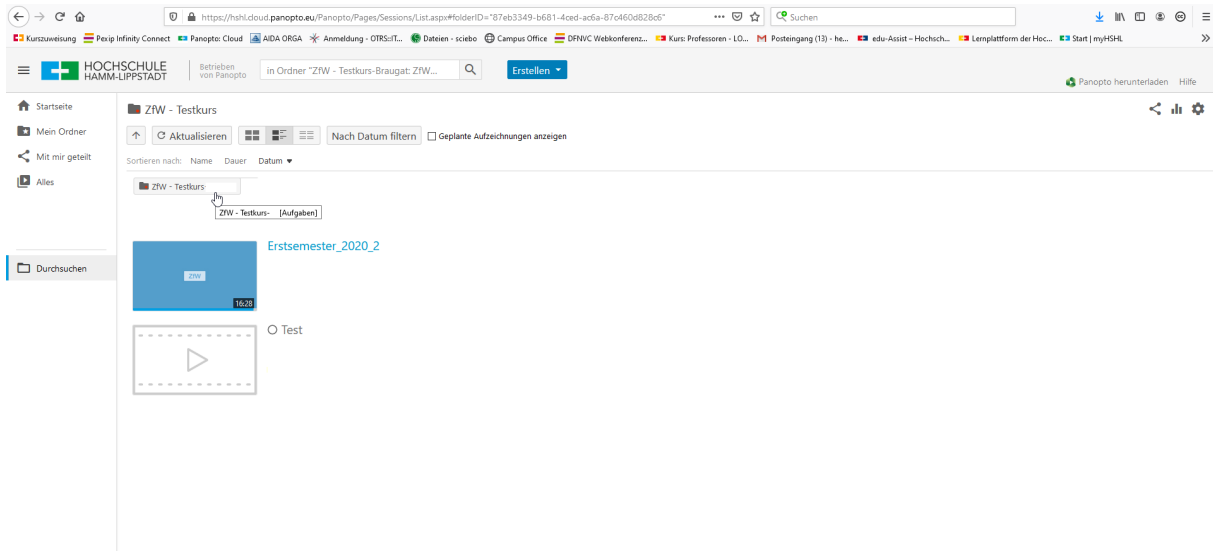 https://hshl.cloud.panopto.eu/Panopto/Pages/Sessions/List.aspx#folderID="87eb3349-b681-4ced-ac6a-87c460d828c6"
Suchen
Kurszuweisung
Pexip Infinity Connect
Panopto: Cloud
AIDA ORGA
Anmeldung - OTRS::IT...
Dateien - sciebo
Campus Office
DFNVC Webkonferenz...
Kurs: Professoren - LO...
Posteingang (13) - he...
edu-Assist – Hochsch...
Lernplattform der Hoc...
Start | myHSHL
HOCHSCHULE
HAMM-LIPPSTADT
Betrieben
von Panopto
in Ordner "ZfW - Testkurs-Braugat: ZfW...
Erstellen
Panopto herunterladen
Hilfe
Startseite
Mein Ordner
Mit mir geteilt
Alles
Durchsuchen
ZfW - Testkurs
Aktualisieren
Nach Datum filtern
Geplante Aufzeichnungen anzeigen
Sortieren nach: Name Dauer Datum
ZfW - Testkurs
ZfW - Testkurs- [Aufgaben]
Erstsemester_2020_2
ZfW
16:28
Test